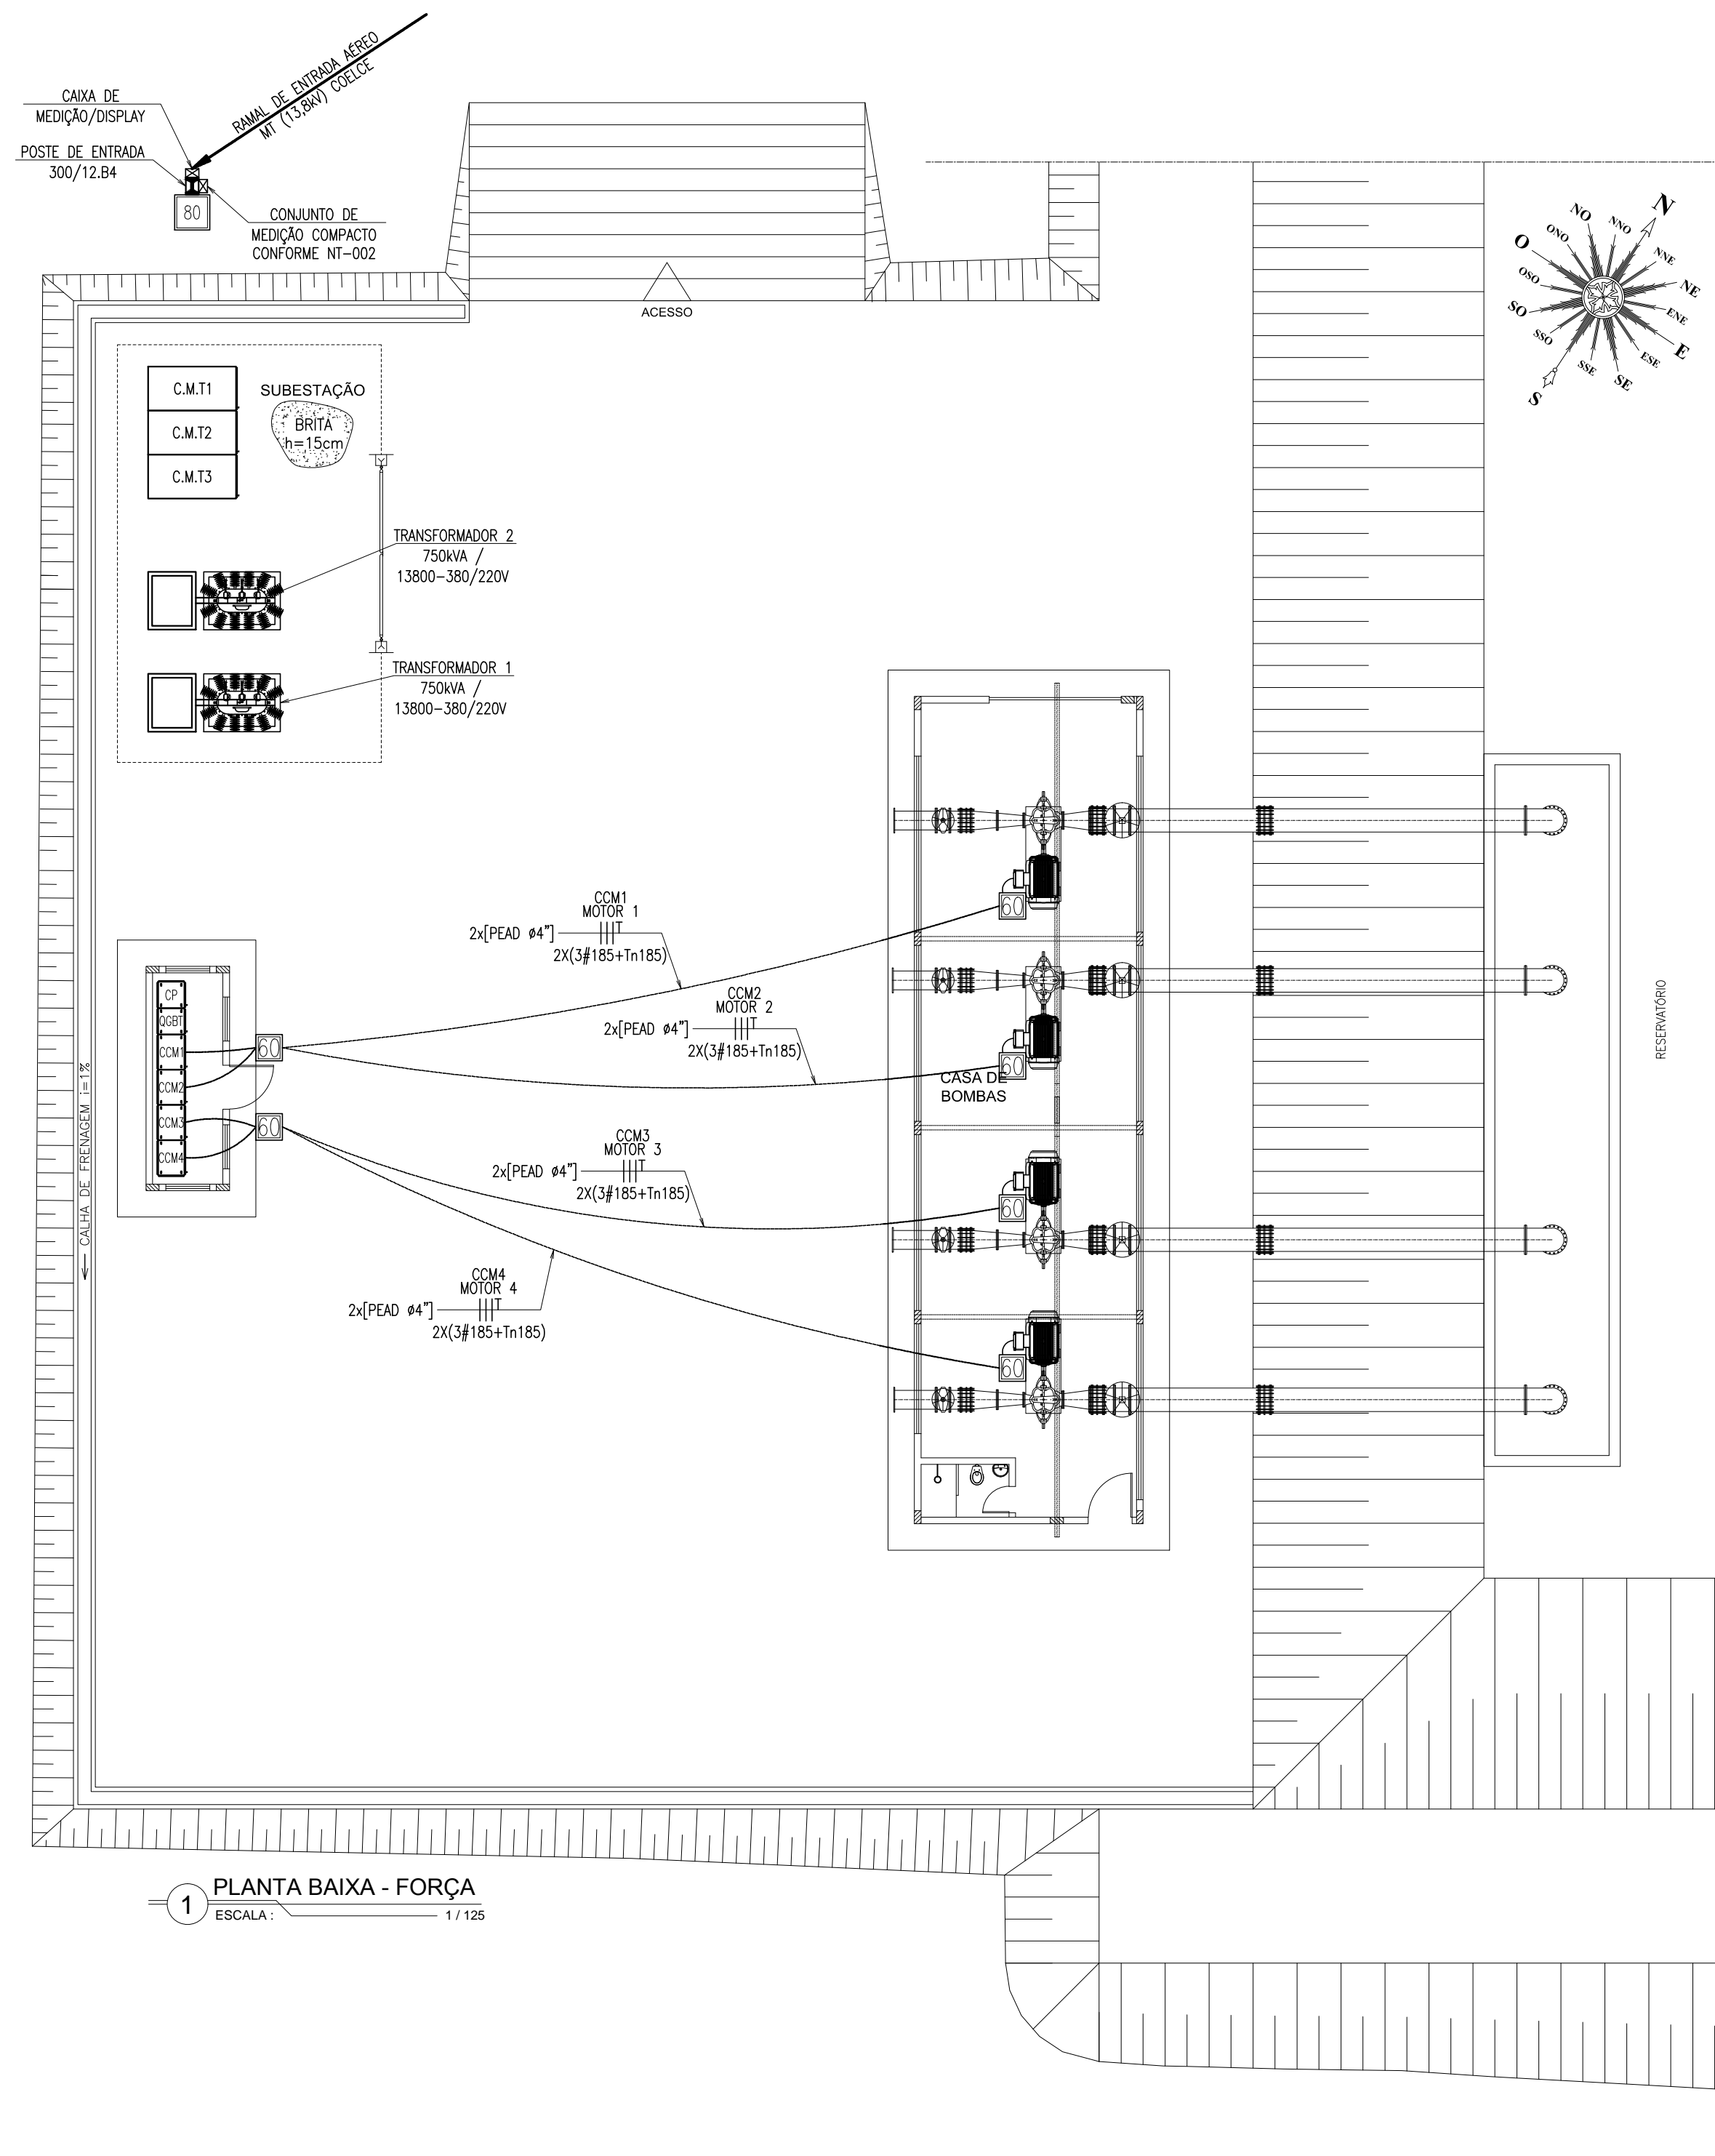 RAMAL DE ENTRADA AÉREO
MT (13,8kV) COELCE
CAIXA DE
MEDIÇÃO/DISPLAY
POSTE DE ENTRADA
300/12.B4
80
CONJUNTO DE
MEDIÇÃO COMPACTO
CONFORME NT-002
ACESSO
N
NNO
NNE
NO
ONO
NE
O
ENE
OSO
E
SO
ESE
SSO
SE
SSE
S
C.M.T1
C.M.T2
C.M.T3
SUBESTAÇÃO
BRITA
h=15cm
TRANSFORMADOR 2
750kVA /
13800-380/220V
TRANSFORMADOR 1
750kVA /
13800-380/220V
CCM1
MOTOR 1
2x[PEAD ø4"]
T
2X(3#185+Tn185)
60
CCM2
MOTOR 2
2x[PEAD ø4"]
T
2X(3#185+Tn185)
60
CP
QGBT
CCM1
CCM2
CCM3
CCM4
60
60
CASA DE
BOMBAS
CCM3
MOTOR 3
2x[PEAD ø4"]
T
2X(3#185+Tn185)
60
CCM4
MOTOR 4
2x[PEAD ø4"]
T
2X(3#185+Tn185)
60
CALHA DE FRENAGEM i=1%
RESERVATÓRIO
1
PLANTA BAIXA - FORÇA
ESCALA : 1 / 125